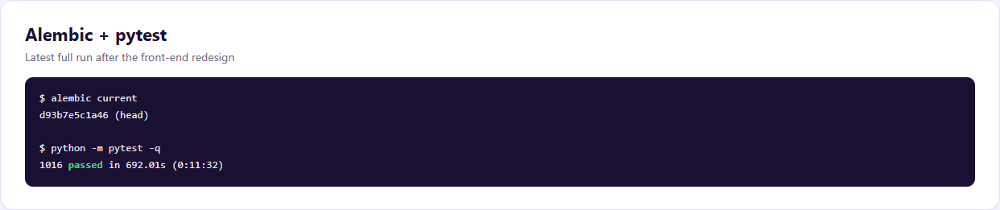 Alembic + pytest
Latest full run after the front-end redesign
$ alembic current
d93b7e5c1a46 (head)
$ python -m pytest -q
1016 passed in 692.01s (0:11:32)